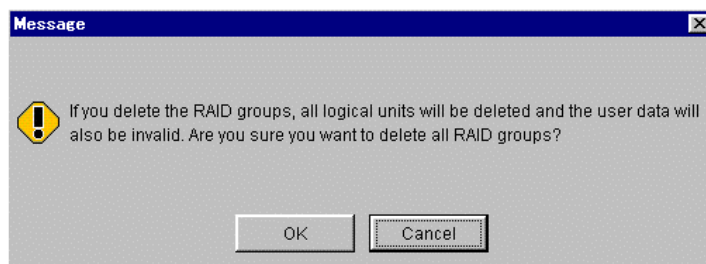 Message
If you delete the RAID groups, all logical units will be deleted and the user data will
also be invalid. Are you sure you want to delete all RAID groups?
OK
Cancel